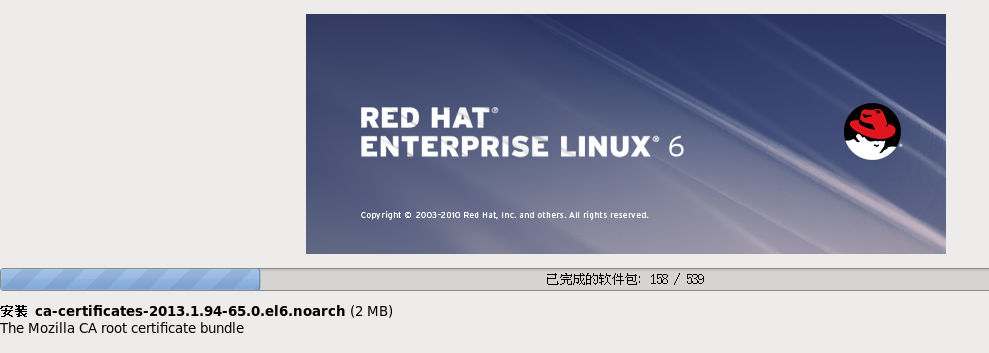 RED HAT®
ENTERPRISE LINUX® 6
Copyright © 2003-2010 Red Hat, Inc. and others. All rights reserved.
已完成的软件包: 158 / 539
安装 ca-certificates-2013.1.94-65.0.el6.noarch (2 MB)
The Mozilla CA root certificate bundle